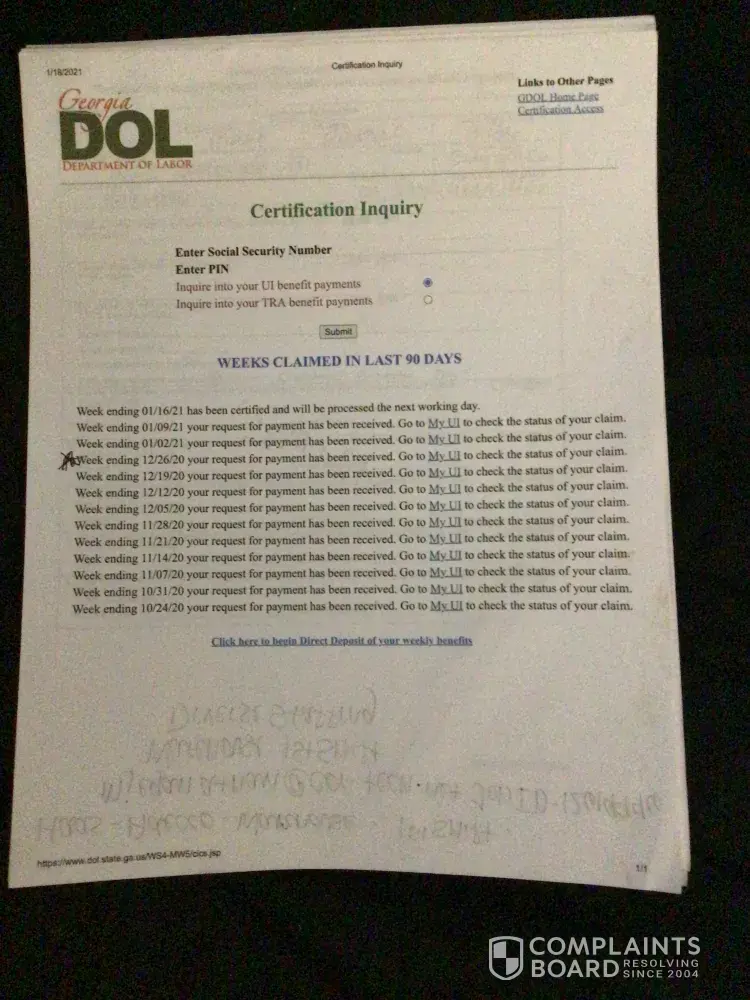 1/18/2021
Certification Inquiry
Links to Other Pages
GDOL Home Page
Certification Access
Georgia
DOL
DEPARTMENT OF LABOR
Certification Inquiry
Enter Social Security Number
Enter PIN
Inquire into your UI benefit payments
Inquire into your TRA benefit payments
Submit
WEEKS CLAIMED IN LAST 90 DAYS
Week ending 01/16/21 has been certified and will be processed the next working day.
Week ending 01/09/21 your request for payment has been received. Go to My UI to check the status of your claim.
Week ending 01/02/21 your request for payment has been received. Go to My UI to check the status of your claim.
Week ending 12/26/20 your request for payment has been received. Go to My UI to check the status of your claim.
Week ending 12/19/20 your request for payment has been received. Go to My UI to check the status of your claim.
Week ending 12/12/20 your request for payment has been received. Go to My UI to check the status of your claim.
Week ending 12/05/20 your request for payment has been received. Go to My UI to check the status of your claim.
Week ending 11/28/20 your request for payment has been received. Go to My UI to check the status of your claim.
Week ending 11/21/20 your request for payment has been received. Go to My UI to check the status of your claim.
Week ending 11/14/20 your request for payment has been received. Go to My UI to check the status of your claim.
Week ending 11/07/20 your request for payment has been received. Go to My UI to check the status of your claim.
Week ending 10/31/20 your request for payment has been received. Go to My UI to check the status of your claim.
Week ending 10/24/20 your request for payment has been received. Go to My UI to check the status of your claim.
Click here to begin Direct Deposit of your weekly benefits
https://www.dol.state.ga.us/WS4-MW5/cics.jsp
1/1
COMPLAINTS
BOARD RESOLVING
SINCE 2004